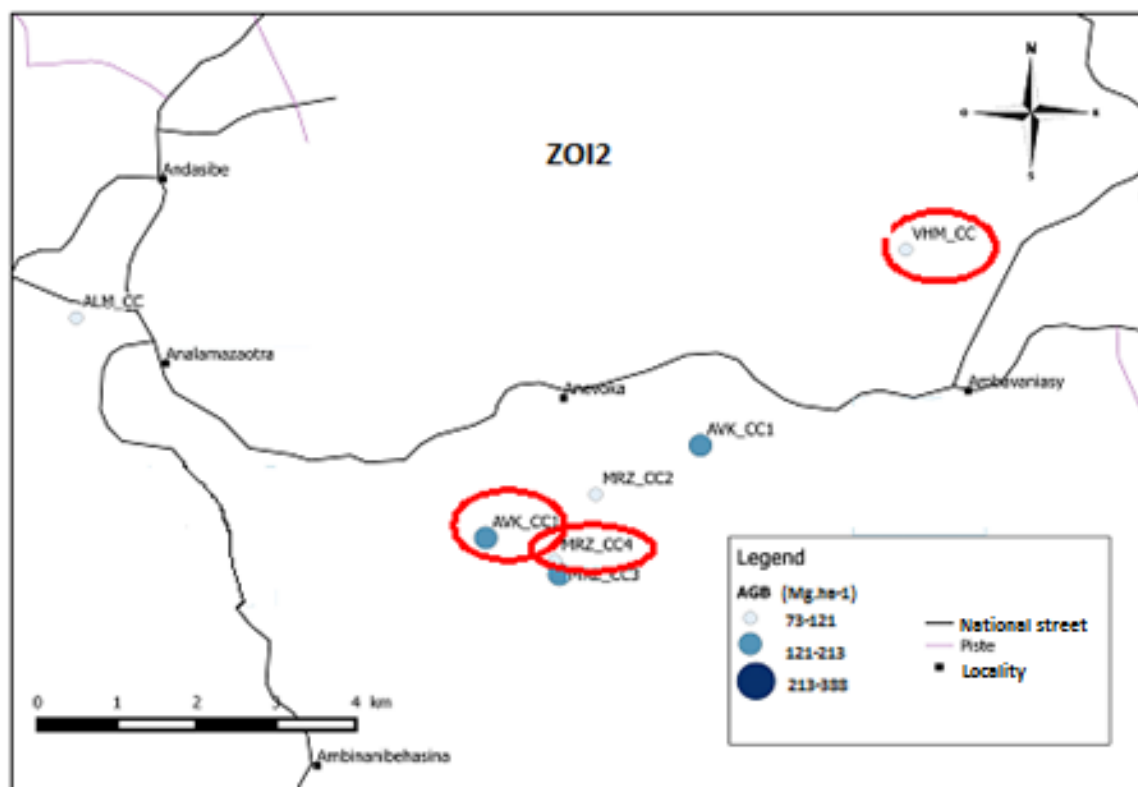 N
ZOI2
Andasibe
O
E
S
VHM_CC
ALM_CC
Analamazaotra
Anevoka
Ambavaniasy
AVK_CC1
MRZ_CC2
AVK_CC1
MRZ_CC4
MRZ_CC3
Legend
AGB (Mg.ha-1)
73-121
121-213
213-388
National street
Piste
Locality
0 1 2 3 4 km
Ambinanibehasina